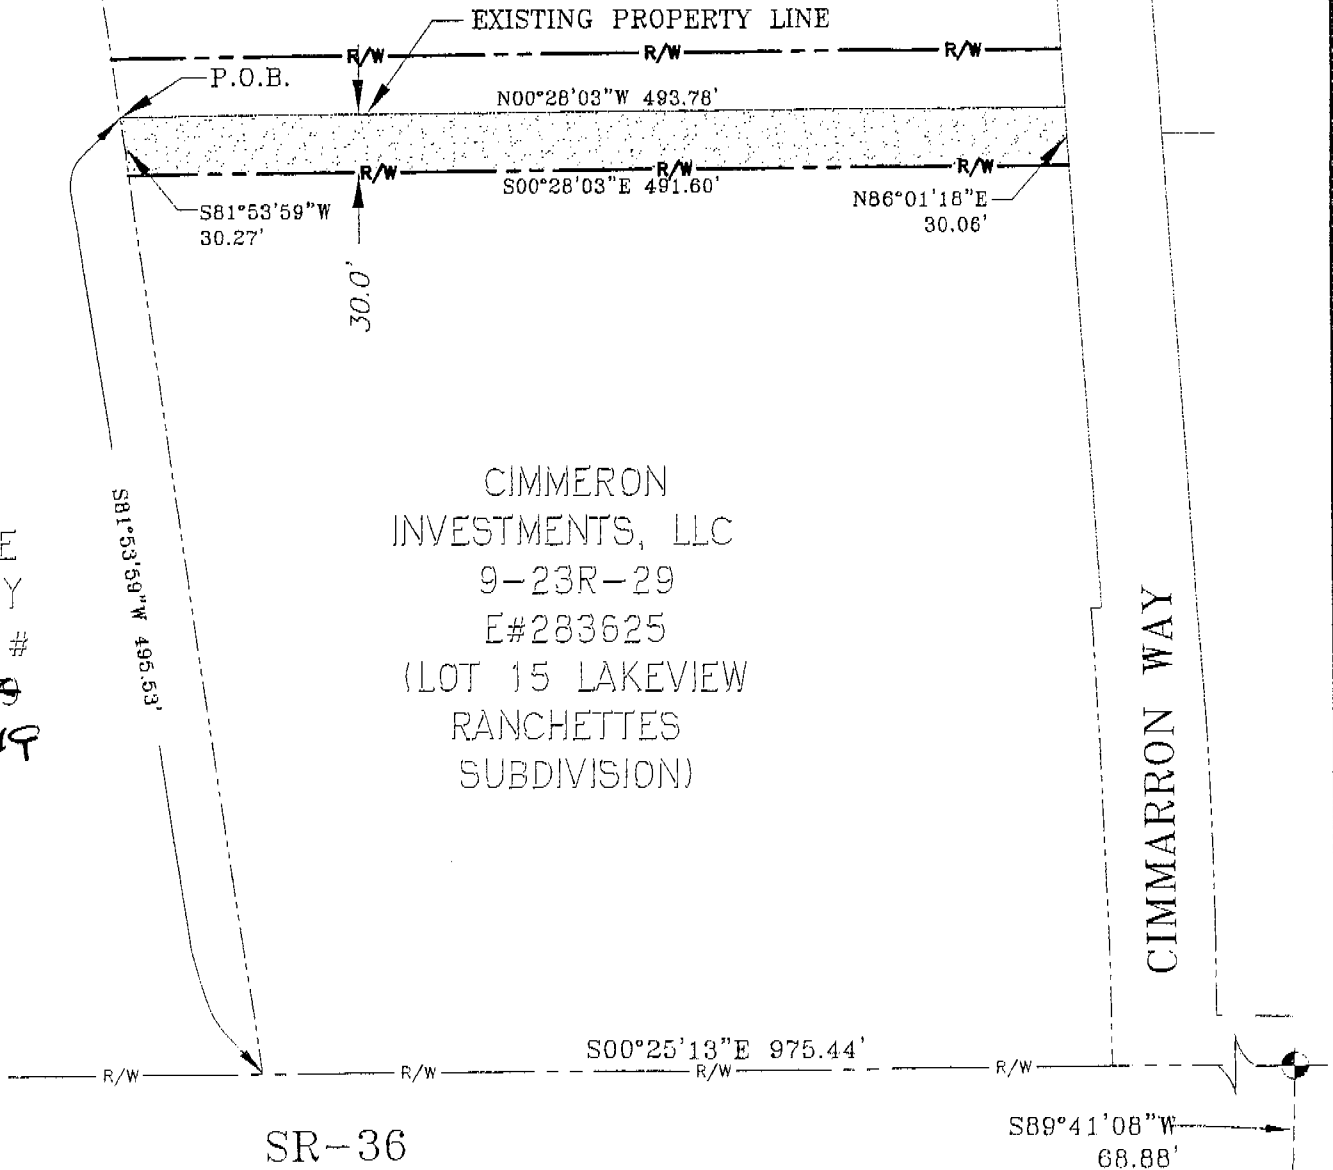 EXISTING PROPERTY LINE
R/W R/W R/W
P.O.B.
N00°28'03"W 493.78'
R/W R/W R/W
S00°28'03"E 491.60'
S81°53'59"W
30.27'
N86°01'18"E
30.06'
30.0'
S81°53'59"W 495.53'
E
Y
#
CIMMERON
INVESTMENTS, LLC
9-23R-29
E#283625
(LOT 15 LAKEVIEW
RANCHETTES
SUBDIVISION)
CIMMARRON WAY
S00°25'13"E 975.44'
R/W R/W R/W R/W
SR-36
S89°41'08"W
68.88'